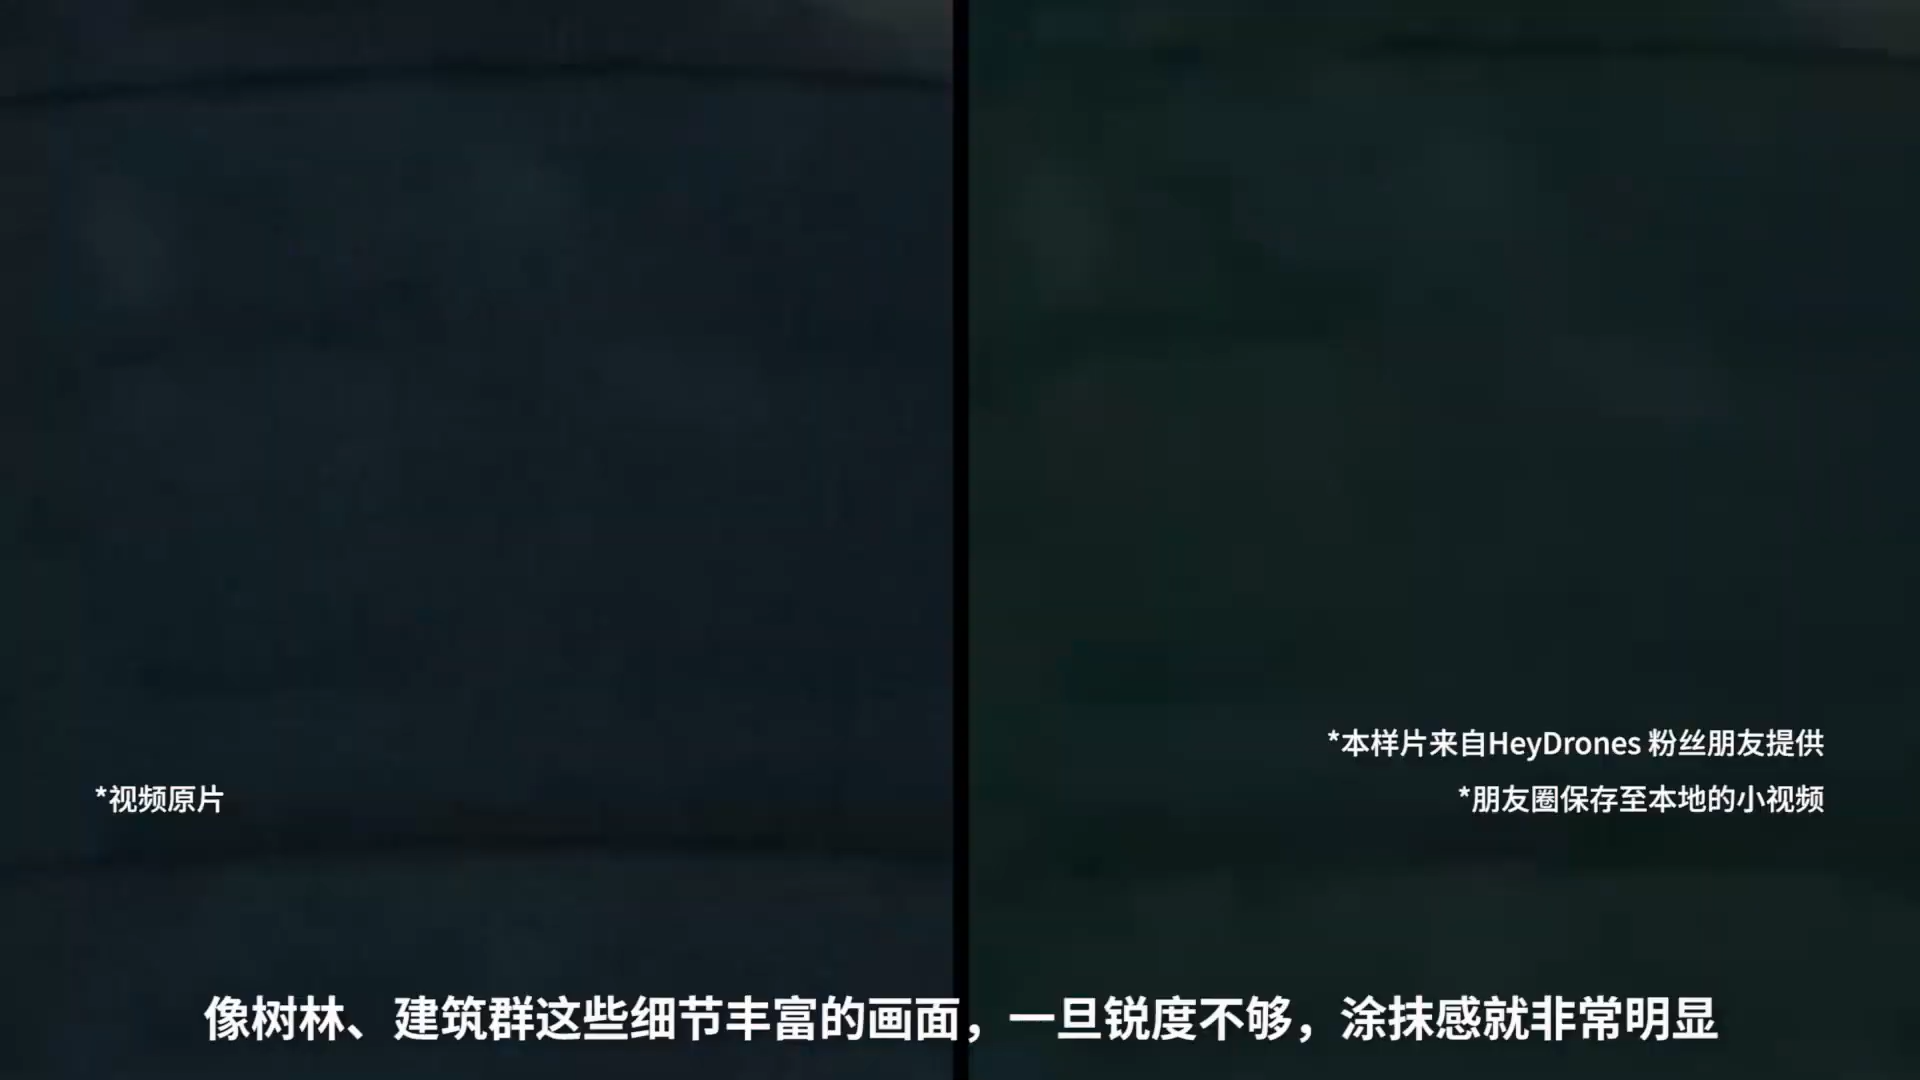 *本样片来自HeyDrones 粉丝朋友提供
*视频原片
*朋友圈保存至本地的小视频
像树林、建筑群这些细节丰富的画面，一旦锐度不够，涂抹感就非常明显